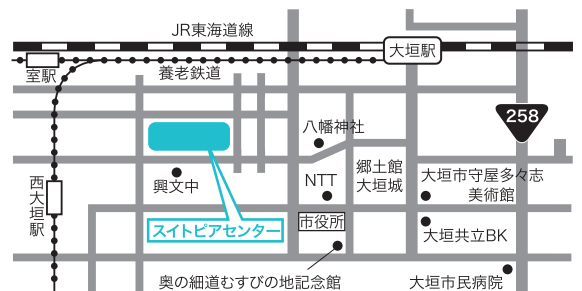 JR東海道線
大垣駅
室駅
養老鉄道
258
八幡神社
郷土館
大垣城
興文中
NTT
大垣市守屋多々志
美術館
西大垣駅
スイトピアセンター
市役所
大垣共立BK
奥の細道むすびの地記念館
大垣市民病院